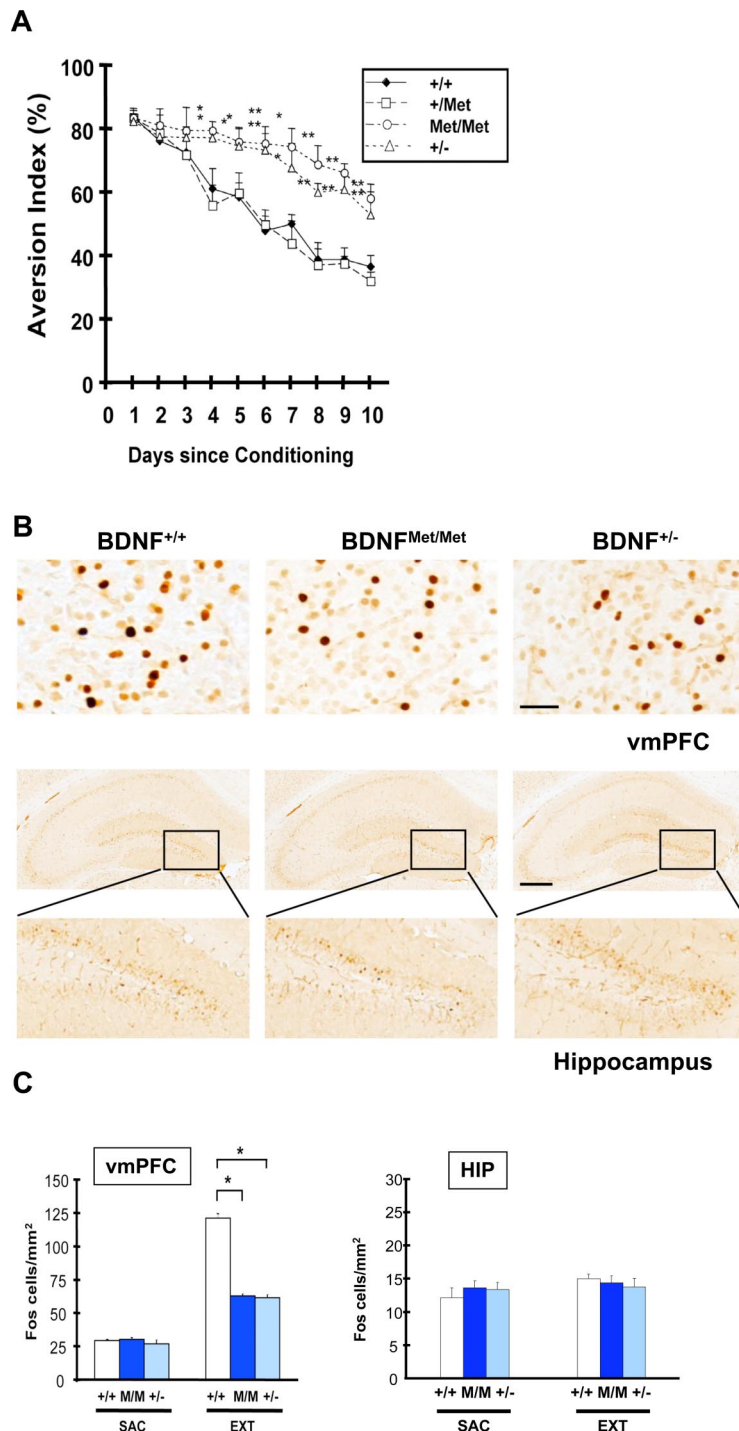 A
Aversion Index (%)
100
80
60
40
20
0
+/+
+/Met
Met/Met
+/-
*
*
**
**
**
*
*
**
**
**
**
**
**
0 1 2 3 4 5 6 7 8 9 10
Days since Conditioning
B
BDNF+/+ BDNFMet/Met BDNF+/-
vmPFC
Hippocampus
C
vmPFC
Fos cells/mm2
150
125
100
75
50
25
0
*
*
+/+ M/M +/- +/+ M/M +/-
SAC EXT
HIP
Fos cells/mm2
30
25
20
15
10
5
0
+/+ M/M +/- +/+ M/M +/-
SAC EXT